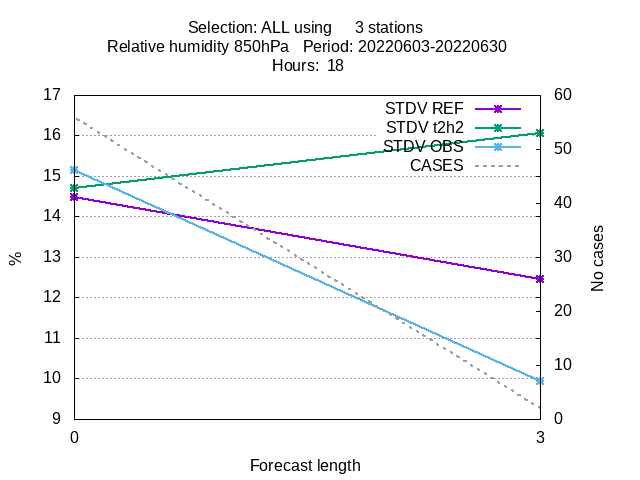 Selection: ALL using     3 stations
Relative humidity 850hPa   Period: 20220603-20220630
Hours:  18
17
16
15
14
13
12
11
10
9
%
STDV REF
STDV t2h2
STDV OBS
CASES
60
50
40
30
20
10
0
No cases
0
3
Forecast length